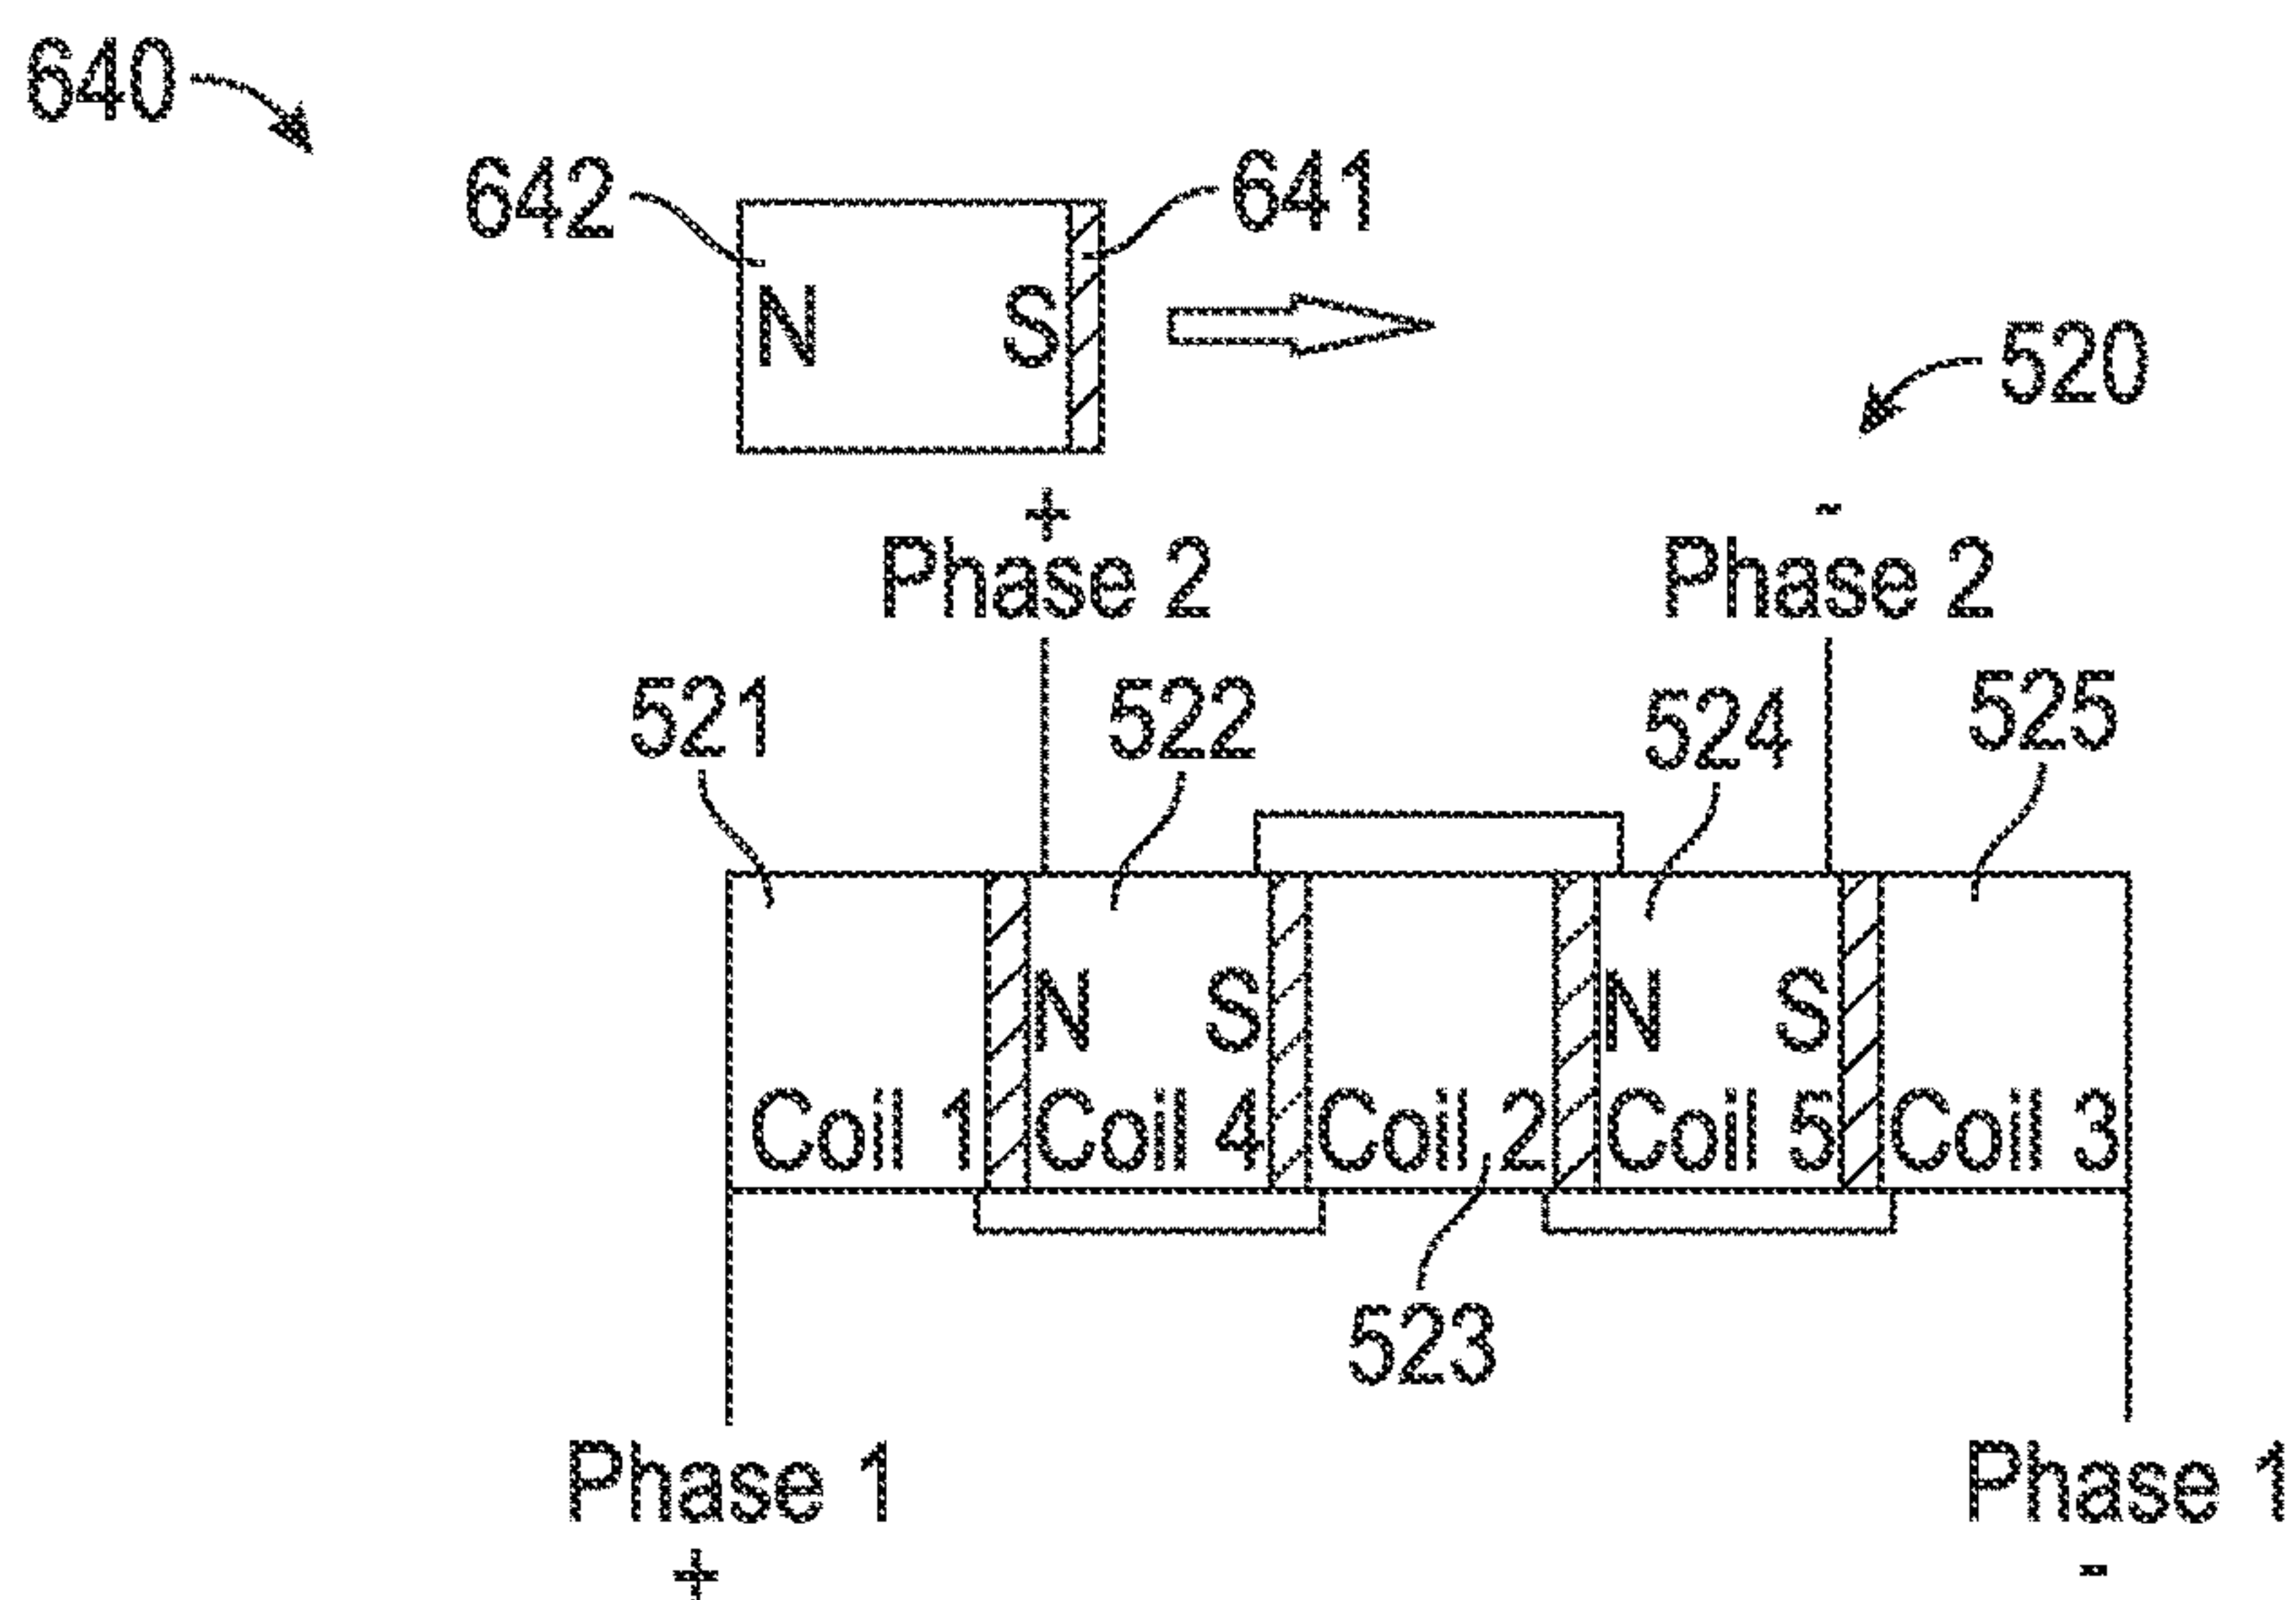 640
642
641
N
S
520
+
-
Phase 2
Phase 2
521
522
524
525
N
S
N
S
Coil 1
Coil 4
Coil 2
Coil 5
Coil 3
523
Phase 1
Phase 1
+
-